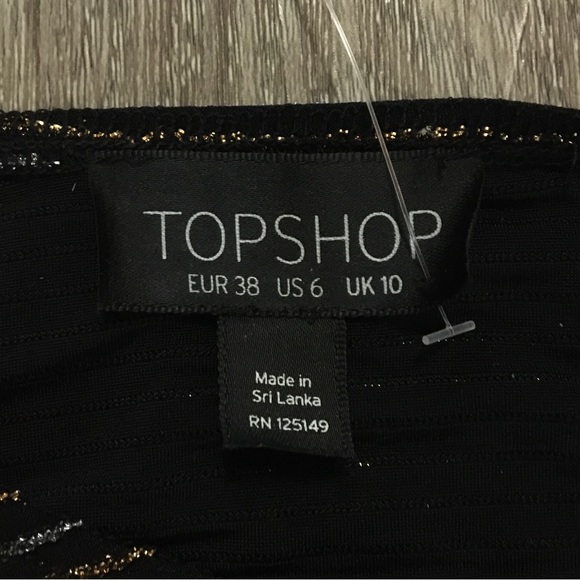 TOPSHOP
EUR 38 US 6 UK 10
Made in
Sri Lanka
RN 125149